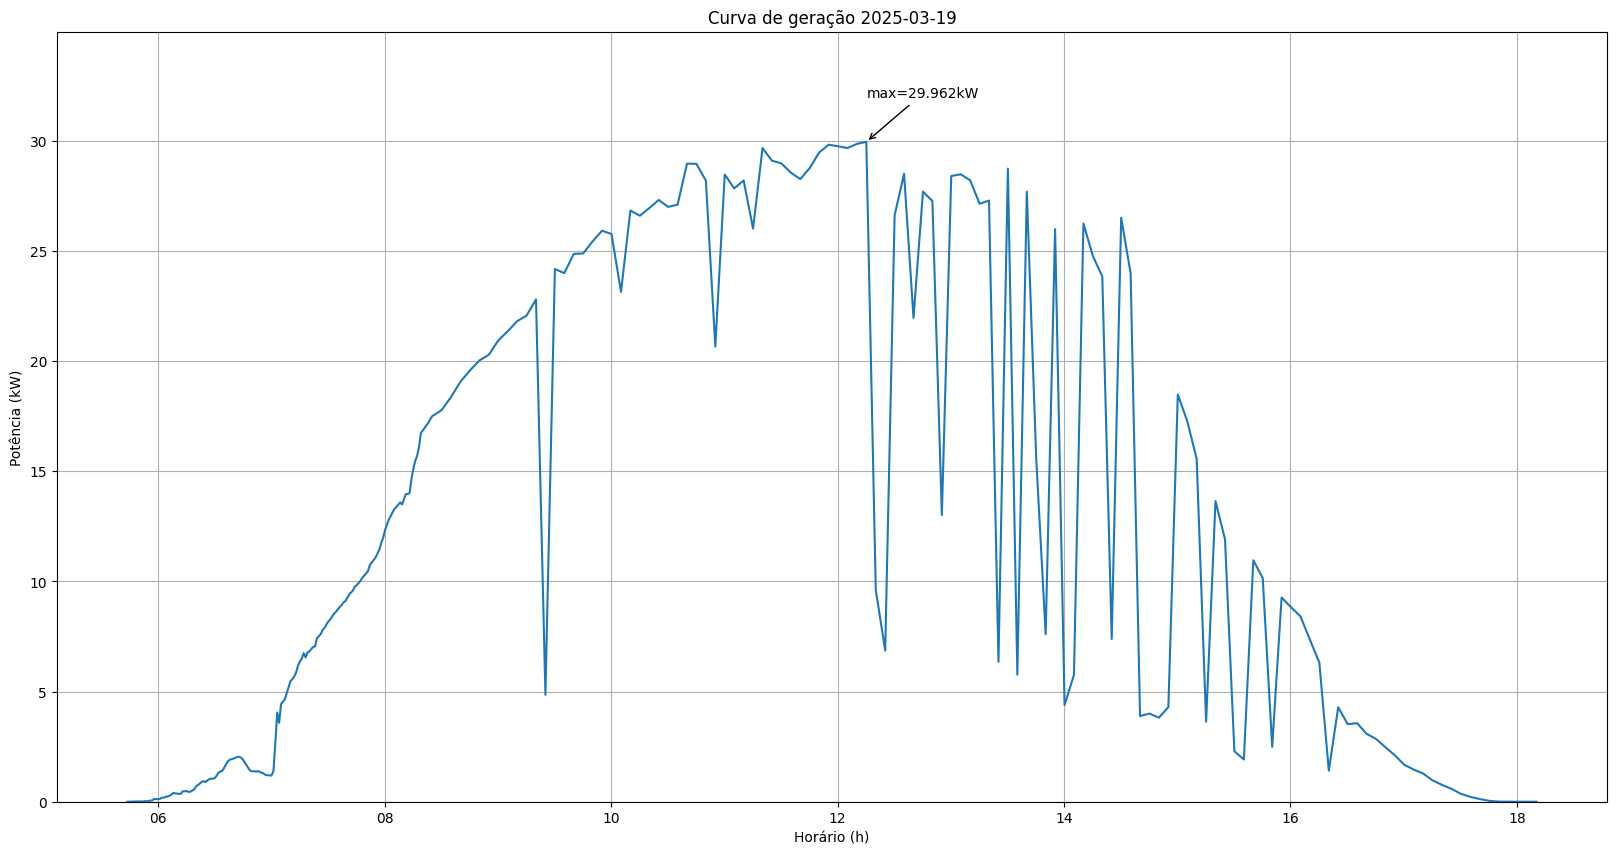 Curva de geração 2025-03-19
max=29.962kW
30
25
20
15
10
5
0
Potência (kW)
06 08 10 12 14 16 18
Horário (h)